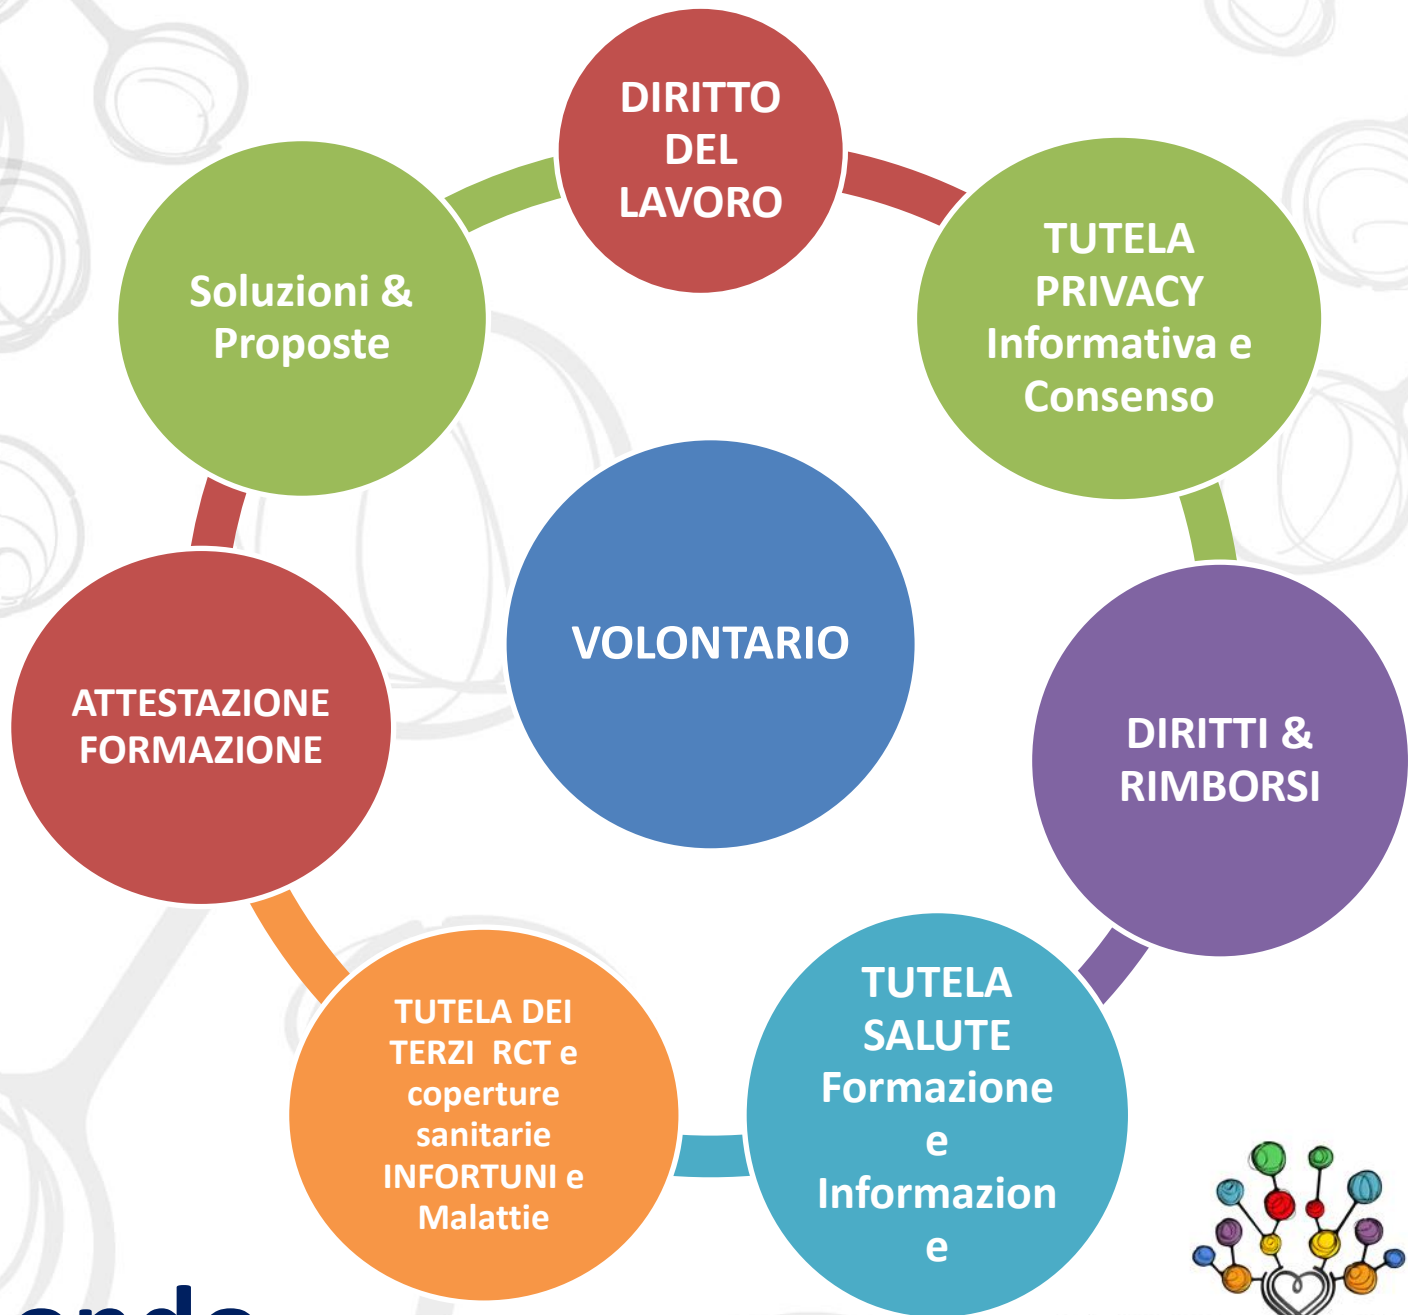 DIRITTO
DEL
LAVORO
TUTELA
PRIVACY
Informativa e
Consenso
DIRITTI &
RIMBORSI
TUTELA
SALUTE
Formazione
e
Informazion
e
TUTELA DEI
TERZI  RCT e
coperture
sanitarie
INFORTUNI e
Malattie
ATTESTAZIONE
FORMAZIONE
Soluzioni &
Proposte
VOLONTARIO